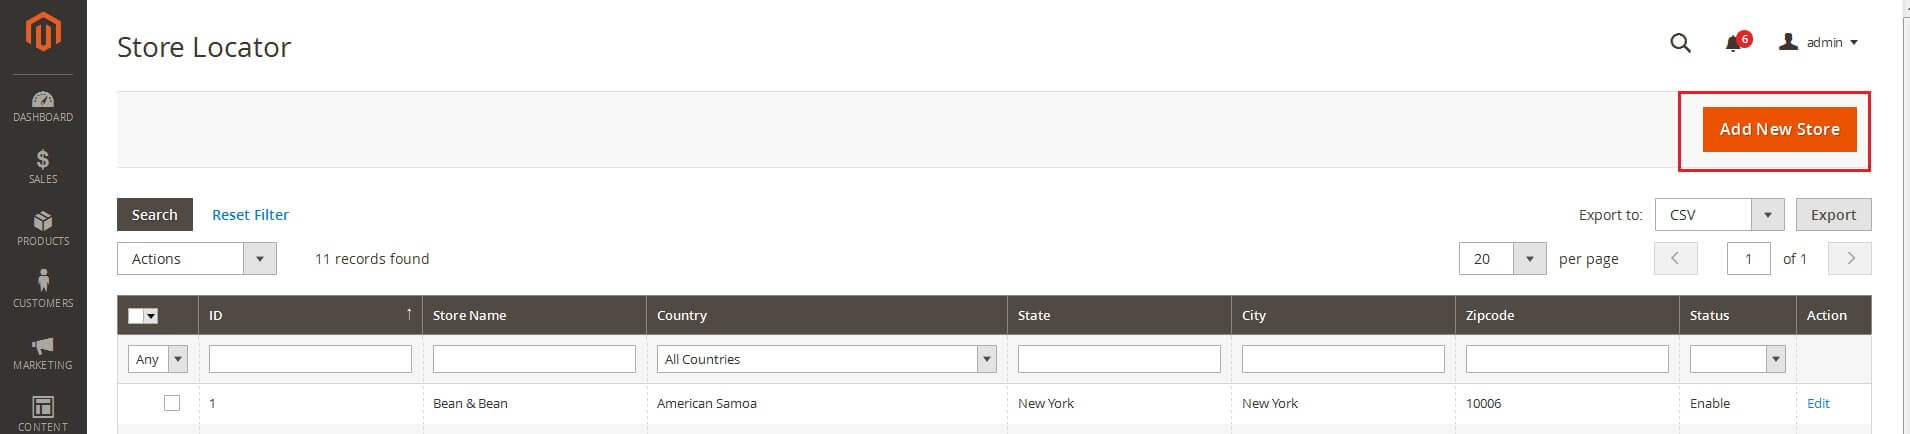 Store Locator
6
admin
DASHBOARD
Add New Store
SALES
Search Reset Filter Export to: CSV Export
PRODUCTS
Actions 11 records found 20 per page 1 of 1
CUSTOMERS
ID ↑ Store Name Country State City Zipcode Status Action
MARKETING
Any All Countries
1 Bean & Bean American Samoa New York New York 10006 Enable Edit
CONTENT